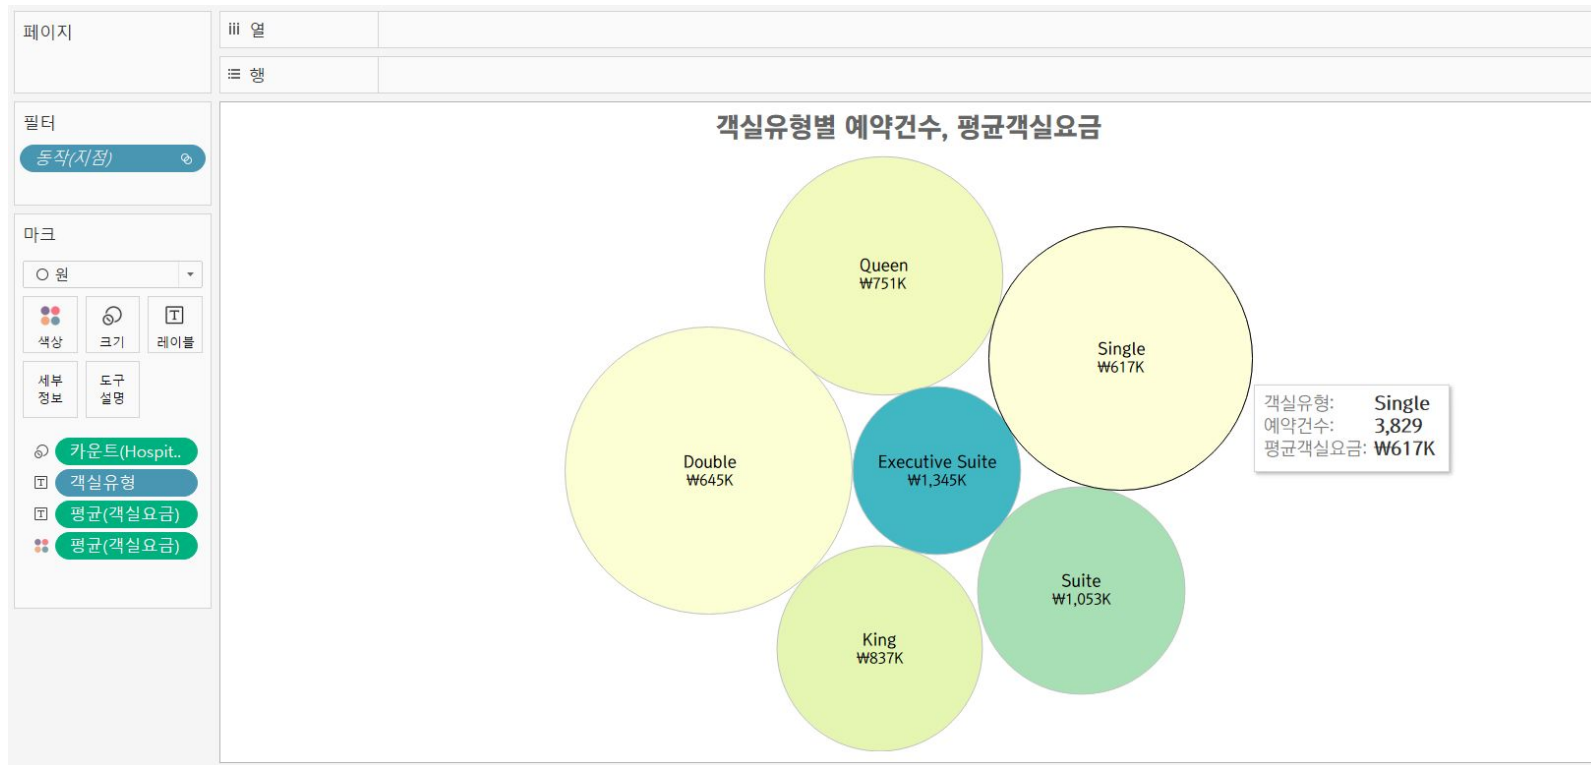 페이지
iii 열
행
필터
동작(지점)
마크
원
색상
크기
레이블
세부
정보
도구
설명
카운트(Hospit..
객실유형
평균(객실요금)
평균(객실요금)
객실유형별 예약건수, 평균객실요금
Queen
₩751K
Single
₩617K
객실유형: Single
예약건수: 3,829
평균객실요금: ₩617K
Double
₩645K
Executive Suite
₩1,345K
Suite
₩1,053K
King
₩837K